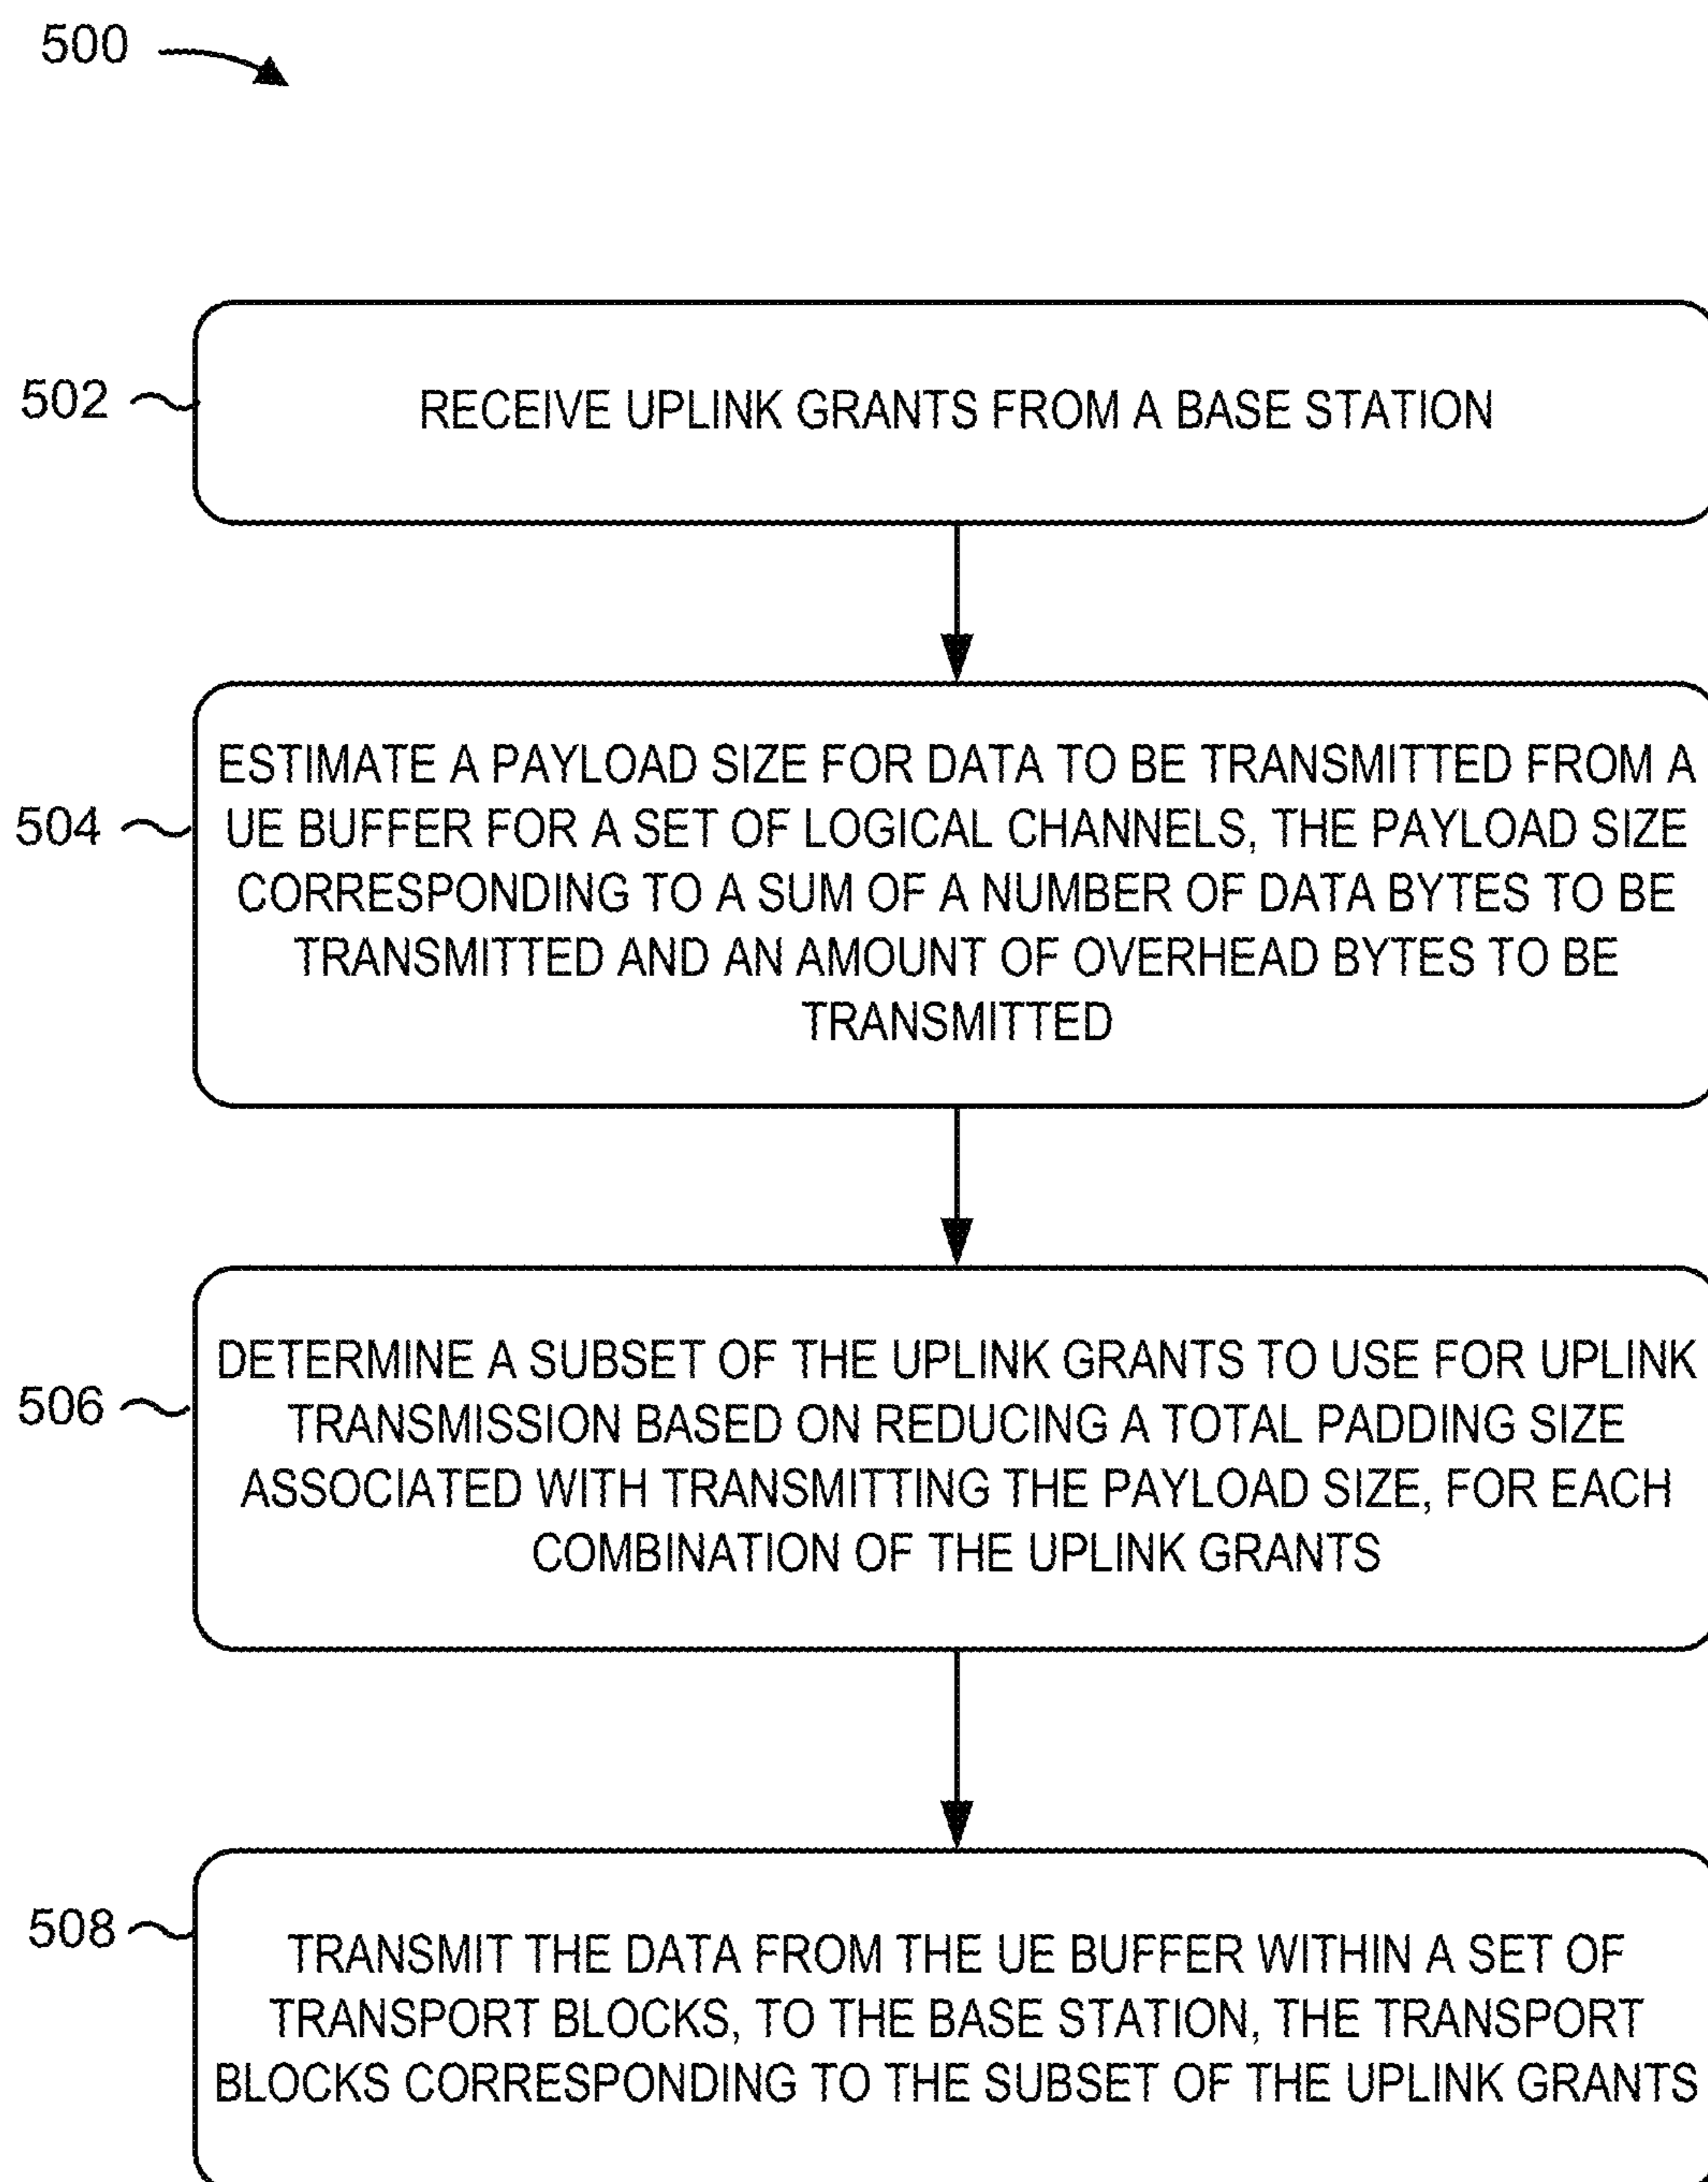 500
502
RECEIVE UPLINK GRANTS FROM A BASE STATION
504
ESTIMATE A PAYLOAD SIZE FOR DATA TO BE TRANSMITTED FROM A
UE BUFFER FOR A SET OF LOGICAL CHANNELS, THE PAYLOAD SIZE
CORRESPONDING TO A SUM OF A NUMBER OF DATA BYTES TO BE
TRANSMITTED AND AN AMOUNT OF OVERHEAD BYTES TO BE
TRANSMITTED
506
DETERMINE A SUBSET OF THE UPLINK GRANTS TO USE FOR UPLINK
TRANSMISSION BASED ON REDUCING A TOTAL PADDING SIZE
ASSOCIATED WITH TRANSMITTING THE PAYLOAD SIZE, FOR EACH
COMBINATION OF THE UPLINK GRANTS
508
TRANSMIT THE DATA FROM THE UE BUFFER WITHIN A SET OF
TRANSPORT BLOCKS, TO THE BASE STATION, THE TRANSPORT
BLOCKS CORRESPONDING TO THE SUBSET OF THE UPLINK GRANTS